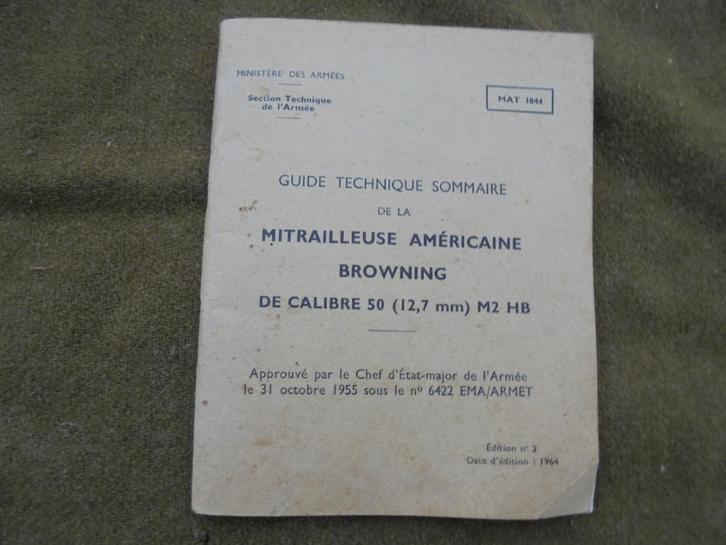 MINISTÈRE DES ARMÉES
Section Technique
de l'Armée
MAT 1044
GUIDE TECHNIQUE SOMMAIRE
DE LA
MITRAILLEUSE AMÉRICAINE
BROWNING
DE CALIBRE 50 (12,7 mm) M2 HB
Approuvé par le Chef d'État-major de l'Armée
le 31 octobre 1955 sous le nº 6422 EMA/ARMET
Édition nº 2
Date d'édition : 1964